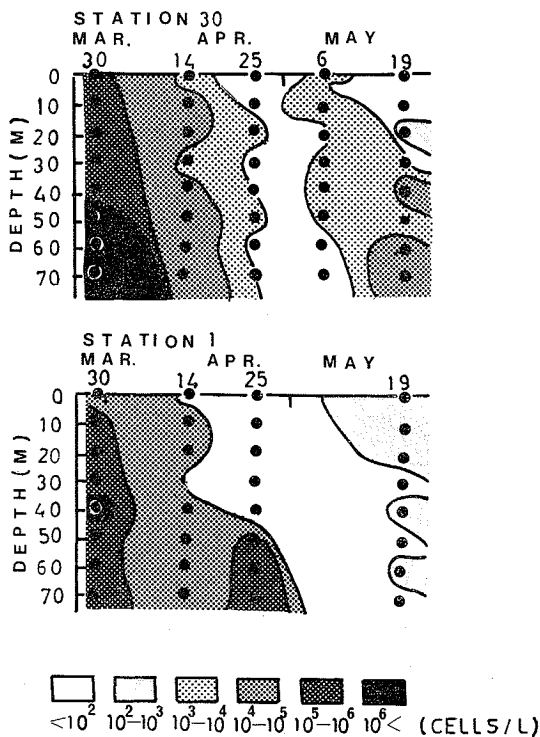 STATION 30
MAR. APR. MAY
30 14 25 6 19
0
10
20
30
40
50
60
70
DEPTH (M)
STATION 1
MAR. APR. MAY
30 14 25 19
0
10
20
30
40
50
60
70
DEPTH (M)
<10² 10²-10³ 10³-10⁴ 10⁴-10⁵ 10⁵-10⁶ 10⁶< (CELLS/L)